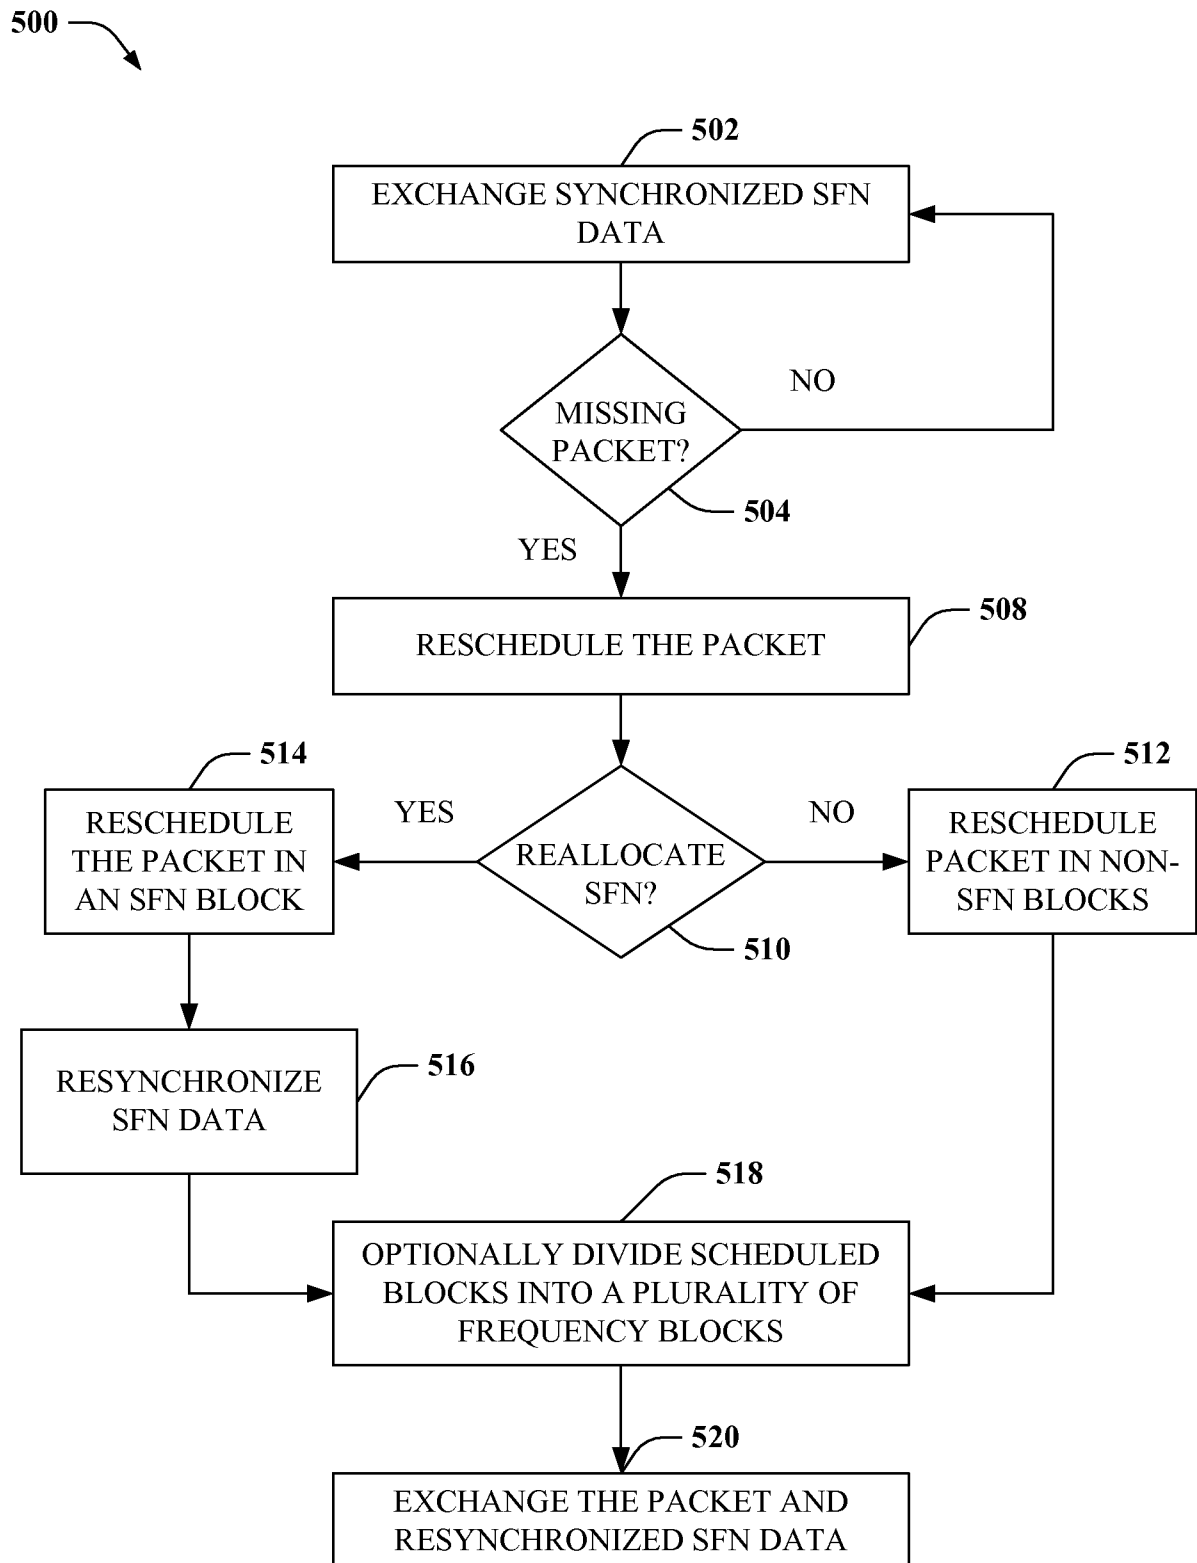 500
502
EXCHANGE SYNCHRONIZED SFN
DATA
NO
MISSING
PACKET?
504
YES
508
RESCHEDULE THE PACKET
514
512
YES
NO
RESCHEDULE
THE PACKET IN
AN SFN BLOCK
REALLOCATE
SFN?
RESCHEDULE
PACKET IN NON-
SFN BLOCKS
510
516
RESYNCHRONIZE
SFN DATA
518
OPTIONALLY DIVIDE SCHEDULED
BLOCKS INTO A PLURALITY OF
FREQUENCY BLOCKS
520
EXCHANGE THE PACKET AND
RESYNCHRONIZED SFN DATA